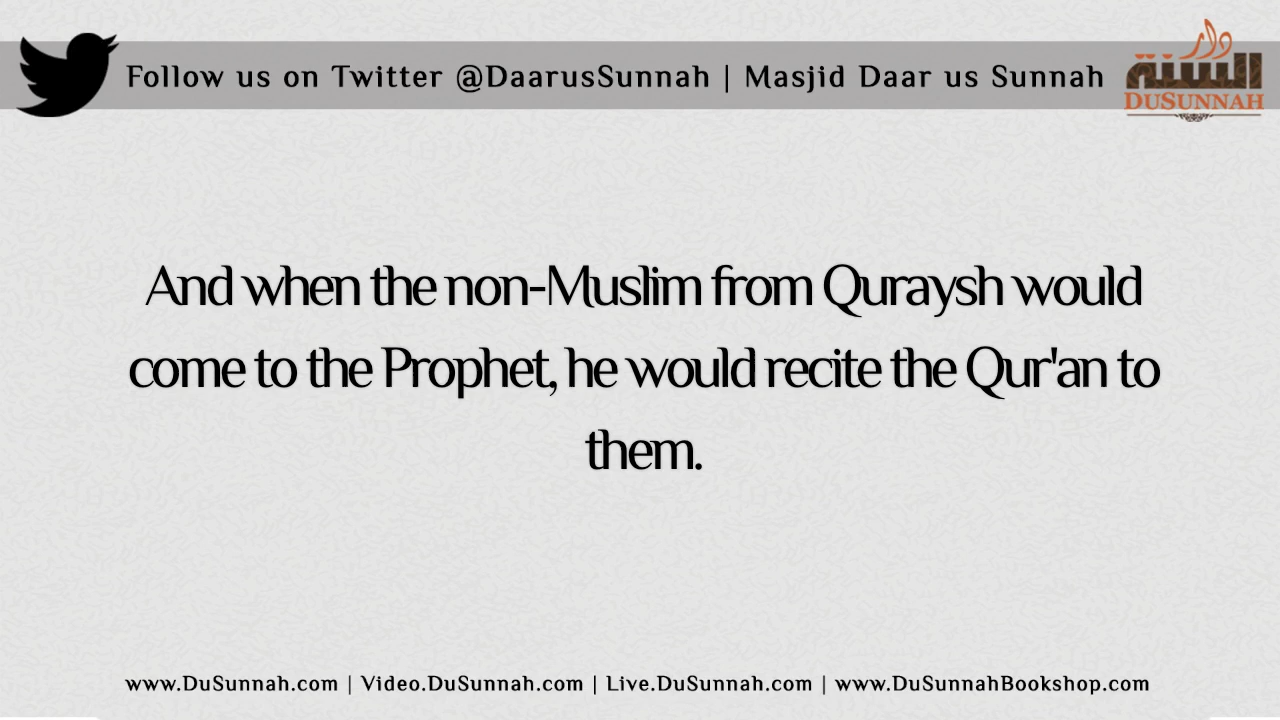 Follow us on Twitter @DaarusSunnah | Masjid Daar us Sunnah
دار
السنة
DUSUNNAH
And when the non-Muslim from Quraysh would
come to the Prophet, he would recite the Qur'an to
them.
www.DuSunnah.com | Video.DuSunnah.com | Live.DuSunnah.com | www.DuSunnahBookshop.com